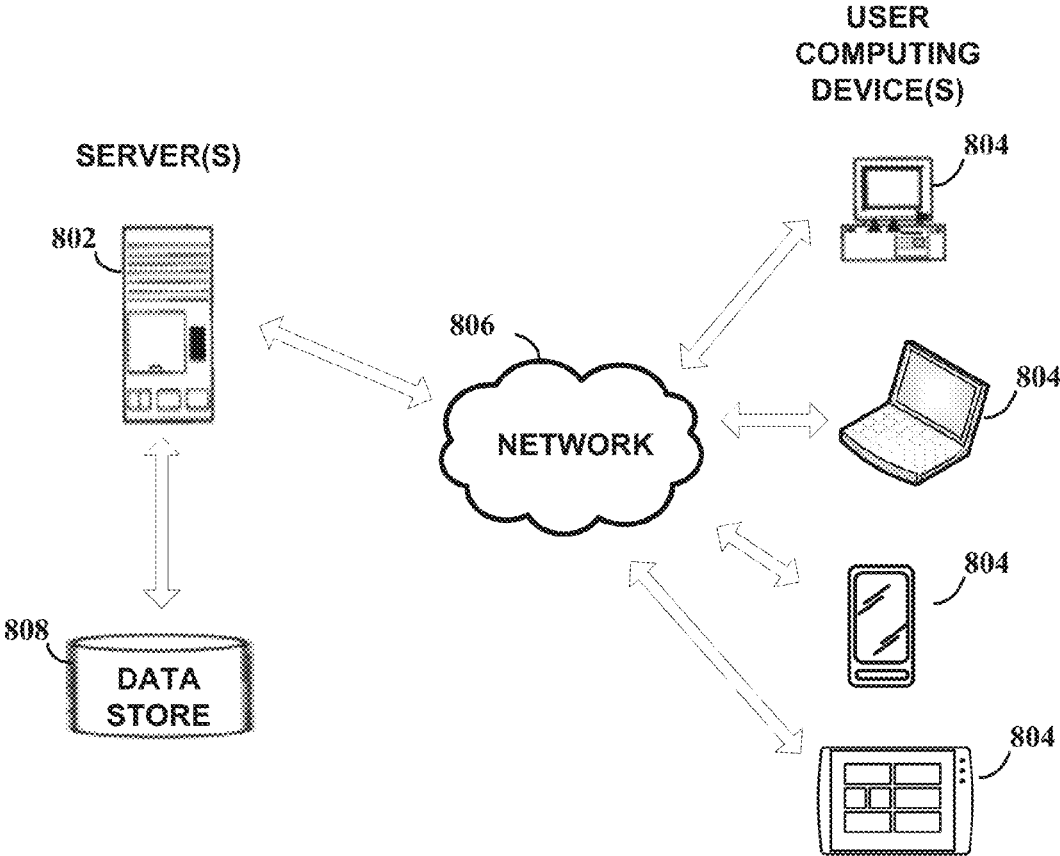 USER
COMPUTING
DEVICE(S)
SERVER(S)
804
802
806
804
NETWORK
804
808
DATA
STORE
804